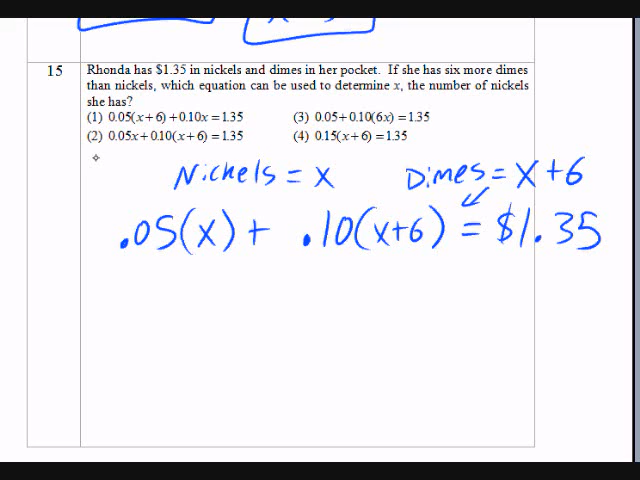 15 Rhonda has $1.35 in nickels and dimes in her pocket. If she has six more dimes
than nickels, which equation can be used to determine x, the number of nickels
she has?
(1) 0.05(x + 6) + 0.10x = 1.35 (3) 0.05 + 0.10(6x) = 1.35
(2) 0.05x + 0.10(x + 6) = 1.35 (4) 0.15(x + 6) = 1.35
Nickels = x Dimes = x + 6
.05(x) + .10(x+6) = $1.35